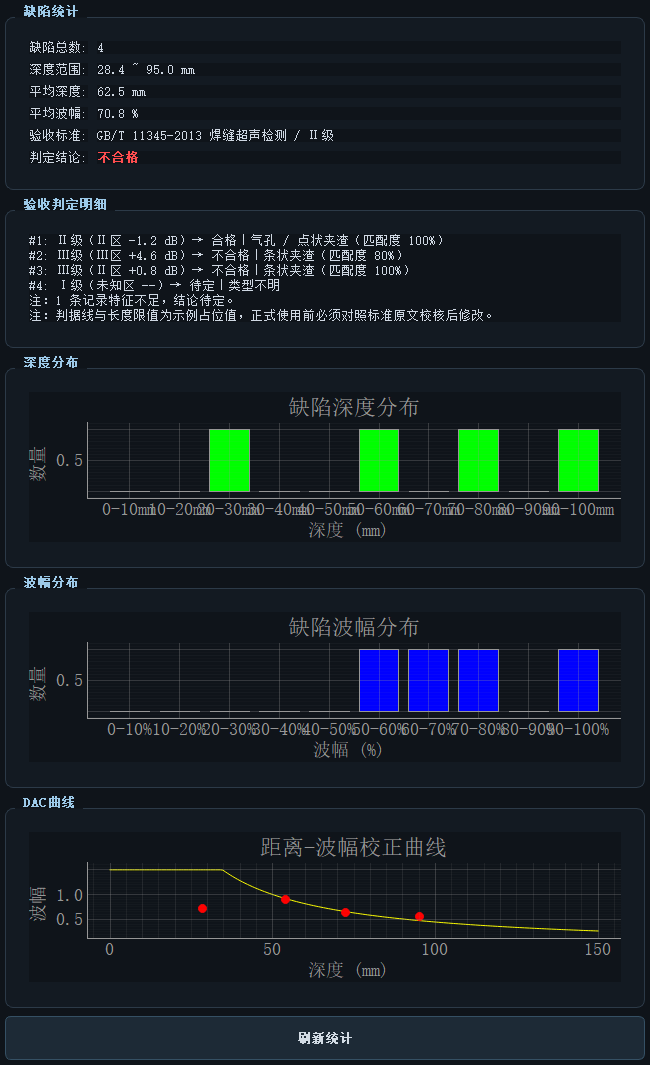 缺陷统计
缺陷总数: 4
深度范围: 28.4 ~ 95.0 mm
平均深度: 62.5 mm
平均波幅: 70.8 %
验收标准: GB/T 11345-2013 焊缝超声检测 / Ⅱ级
判定结论: 不合格
验收判定明细
#1: Ⅱ级（Ⅱ区 -1.2 dB）→ 合格｜气孔 / 点状夹渣（匹配度 100%）
#2: Ⅲ级（Ⅲ区 +4.6 dB）→ 不合格｜条状夹渣（匹配度 80%）
#3: Ⅲ级（Ⅱ区 +0.8 dB）→ 不合格｜条状夹渣（匹配度 100%）
#4: Ⅰ级（未知区 --）→ 待定｜类型不明
注：1 条记录特征不足，结论待定。
注：判据线与长度限值为示例占位值，正式使用前必须对照标准原文校核后修改。
深度分布
缺陷深度分布
数量
0.5
0-10mm 10-20mm 20-30mm 30-40mm 40-50mm 50-60mm 60-70mm 70-80mm 80-90mm 90-100mm
深度 (mm)
波幅分布
缺陷波幅分布
数量
0.5
0-10% 10-20% 20-30% 30-40% 40-50% 50-60% 60-70% 70-80% 80-90% 90-100%
波幅 (%)
DAC曲线
距离-波幅校正曲线
波幅
1.0
0.5
0 50 100 150
深度 (mm)
刷新统计